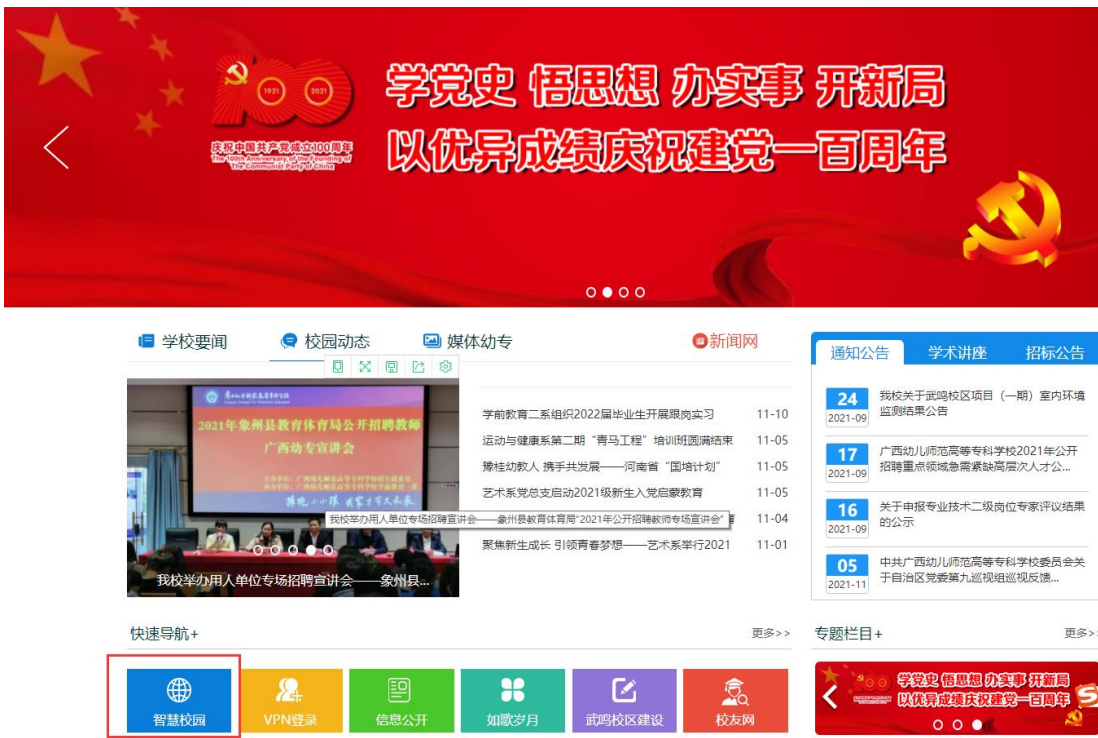 1921
2021
庆祝中国共产党成立100周年
The 100th Anniversary of the Founding of
The Communist Party of China
学党史 悟思想 办实事 开新局
以优异成绩庆祝建党一百周年
学校要闻
校园动态
媒体幼专
新闻网
2021年象州县教育体育局公开招聘教师
广西幼专宣讲会
我校举办用人单位专场招聘宣讲会——象州县教育体育局“2021年公开招聘教师专场宣讲会”
我校举办用人单位专场招聘宣讲会——象州县...
学前教育二系组织2022届毕业生开展跟岗实习 11-10
运动与健康系第二期“青马工程”培训班圆满结束 11-05
豫桂幼教人 携手共发展——河南省“国培计划” 11-05
艺术系党总支启动2021级新生入党启蒙教育 11-05
11-04
聚焦新生成长 引领青春梦想——艺术系举行2021 11-01
通知公告 学术讲座 招标公告
24
2021-09
我校关于武鸣校区项目（一期）室内环境
监测结果公告
17
2021-09
广西幼儿师范高等专科学校2021年公开
招聘重点领域急需紧缺高层次人才公...
16
2021-09
关于申报专业技术二级岗位专家评议结果
的公示
05
2021-11
中共广西幼儿师范高等专科学校委员会关
于自治区党委第九巡视组巡视反馈...
快速导航+
更多>>
专题栏目+
更多>>
智慧校园
VPN登录
信息公开
如歌岁月
武鸣校区建设
校友网
学党史 悟思想 办实事 开新局
以优异成绩庆祝建党一百周年